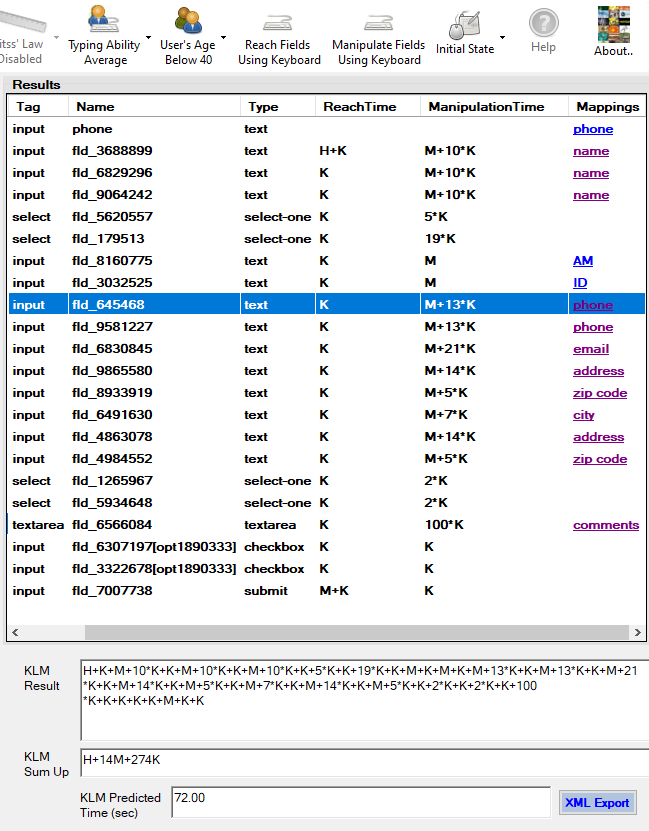 itss' Law Disabled
Typing Ability Average
User's Age Below 40
Reach Fields Using Keyboard
Manipulate Fields Using Keyboard
Initial State
Help
About..
Results
Tag Name Type ReachTime ManipulationTime Mappings
input phone text phone
input fld_3688899 text H+K M+10*K name
input fld_6829296 text K M+10*K name
input fld_9064242 text K M+10*K name
select fld_5620557 select-one K 5*K
select fld_179513 select-one K 19*K
input fld_8160775 text K M AM
input fld_3032525 text K M ID
input fld_645468 text K M+13*K phone
input fld_9581227 text K M+13*K phone
input fld_6830845 text K M+21*K email
input fld_9865580 text K M+14*K address
input fld_8933919 text K M+5*K zip code
input fld_6491630 text K M+7*K city
input fld_4863078 text K M+14*K address
input fld_4984552 text K M+5*K zip code
select fld_1265967 select-one K 2*K
select fld_5934648 select-one K 2*K
textarea fld_6566084 textarea K 100*K comments
input fld_6307197[opt1890333] checkbox K K
input fld_3322678[opt1890333] checkbox K K
input fld_7007738 submit M+K K
KLM Result
H+K+M+10*K+K+M+10*K+K+M+10*K+K+5*K+K+19*K+K+M+K+M+K+M+13*K+K+M+13*K+K+M+21
*K+K+M+14*K+K+M+5*K+K+M+7*K+K+M+14*K+K+M+5*K+K+2*K+K+2*K+K+100
*K+K+K+K+K+M+K+K
KLM Sum Up
H+14M+274K
KLM Predicted Time (sec)
72.00
XML Export